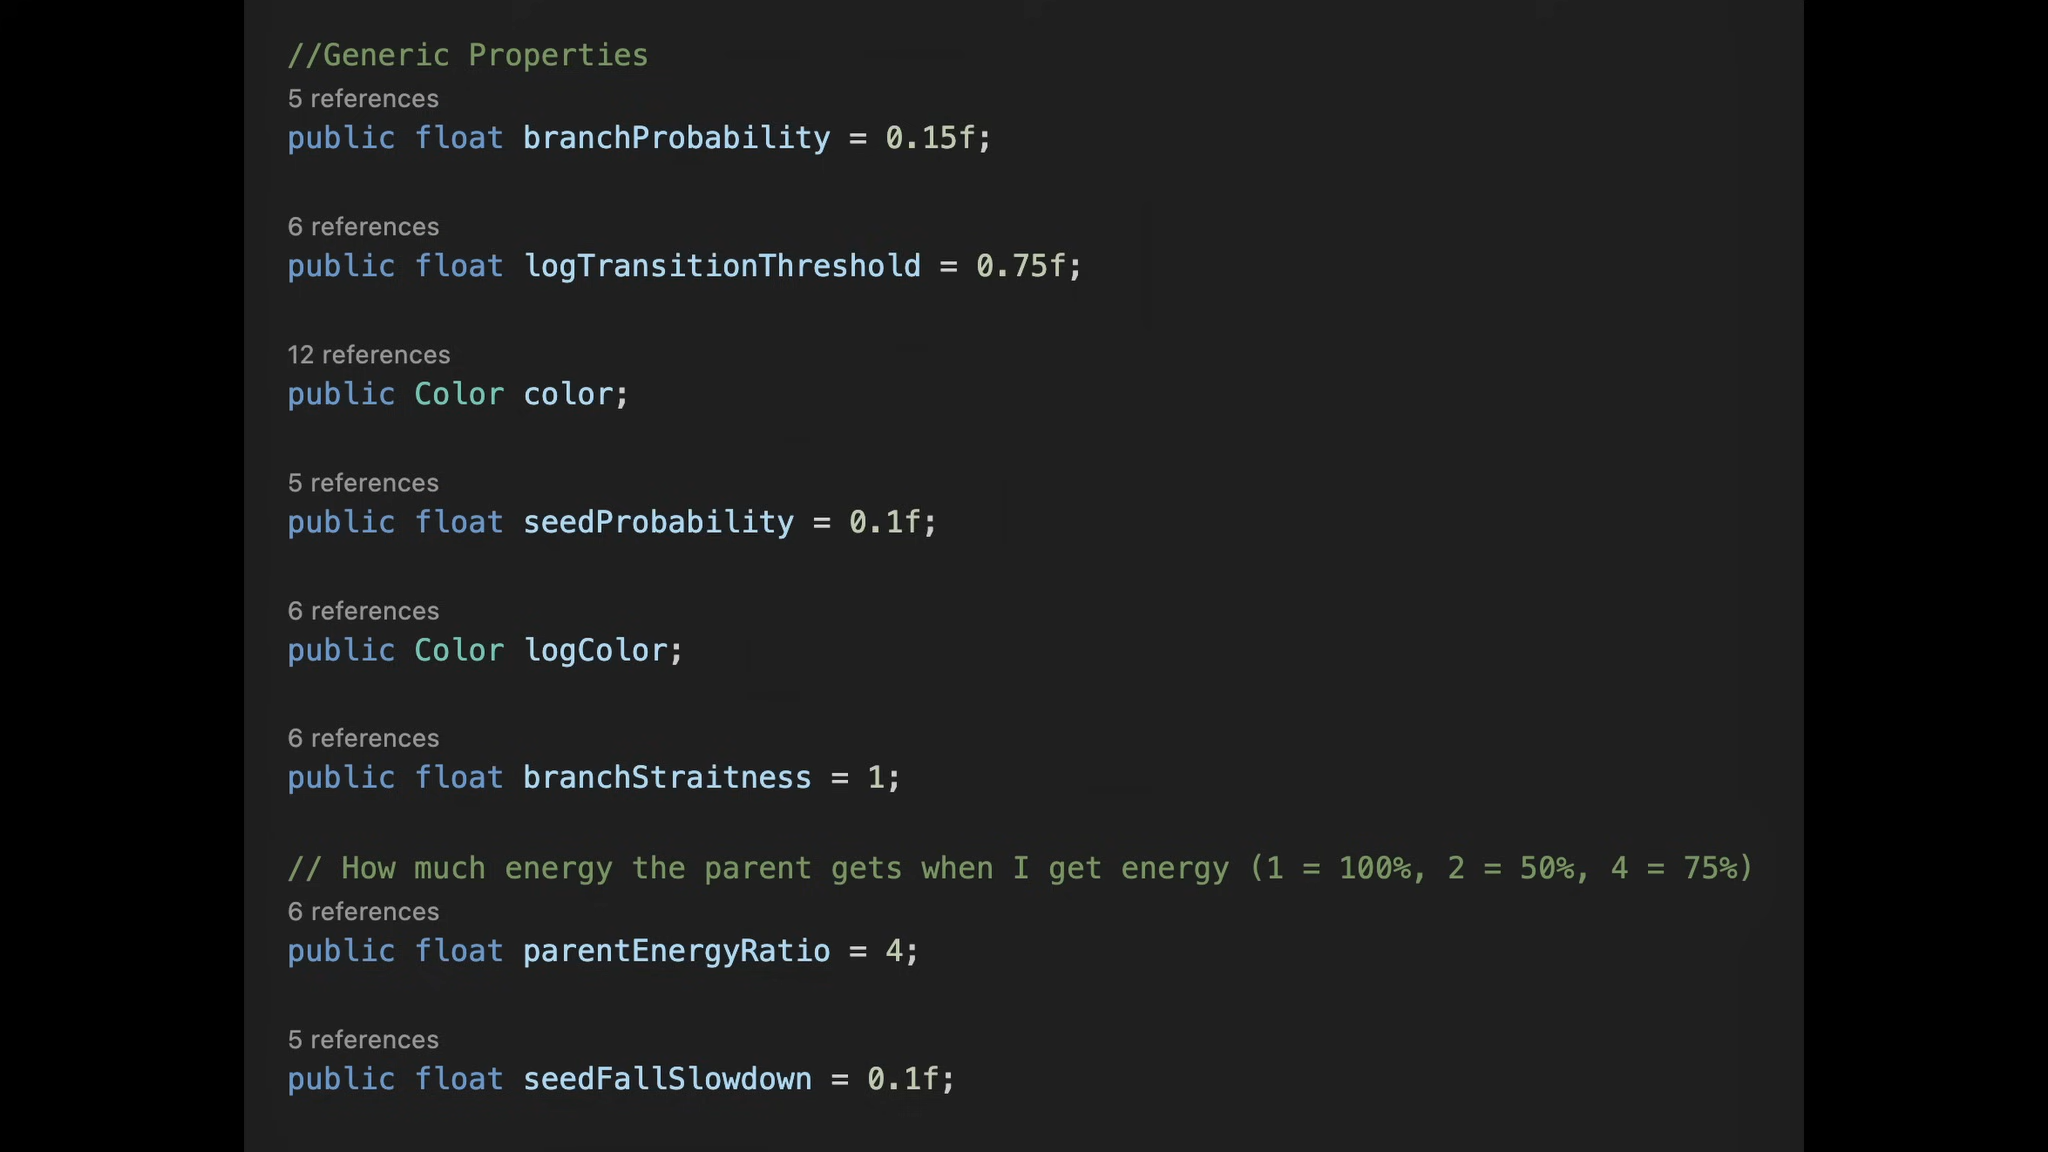 //Generic Properties
5 references
public float branchProbability = 0.15f;
6 references
public float logTransitionThreshold = 0.75f;
12 references
public Color color;
5 references
public float seedProbability = 0.1f;
6 references
public Color logColor;
6 references
public float branchStraitness = 1;
// How much energy the parent gets when I get energy (1 = 100%, 2 = 50%, 4 = 75%)
6 references
public float parentEnergyRatio = 4;
5 references
public float seedFallSlowdown = 0.1f;